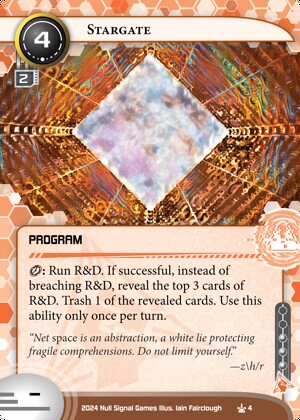 STARGATE
4
2
PROGRAM
: Run R&D. If successful, instead of
breaching R&D, reveal the top 3 cards of
R&D. Trash 1 of the revealed cards. Use this
ability only once per turn.
“Net space is an abstraction, a white lie protecting
fragile comprehensions. Do not limit yourself.”
—z\h/r
-
2024 Null Signal Games Illus. Iain Fairclough
4